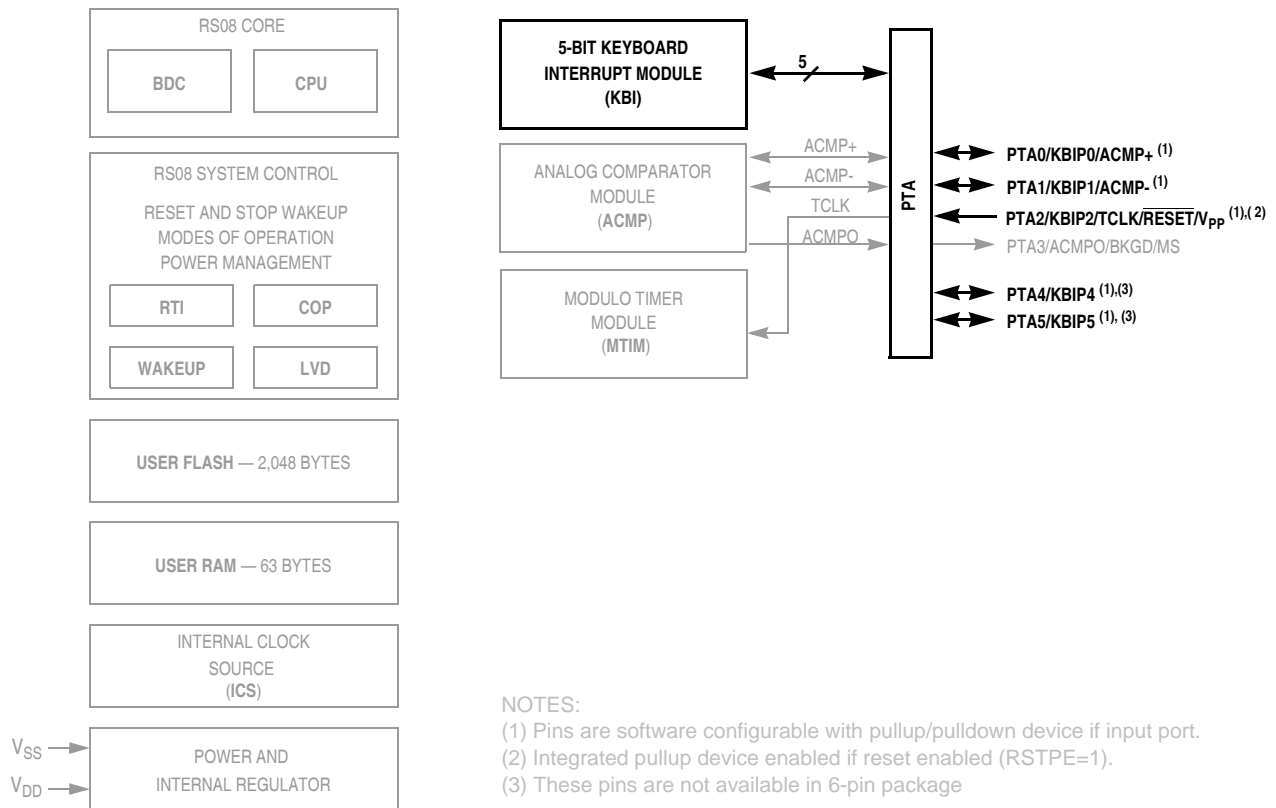 RS08 CORE
BDC
CPU
RS08 SYSTEM CONTROL
RESET AND STOP WAKEUP
MODES OF OPERATION
POWER MANAGEMENT
RTI
COP
WAKEUP
LVD
USER FLASH — 2,048 BYTES
USER RAM — 63 BYTES
INTERNAL CLOCK
SOURCE
(ICS)
VSS
VDD
POWER AND
INTERNAL REGULATOR
5-BIT KEYBOARD
INTERRUPT MODULE
(KBI)
5
ANALOG COMPARATOR
MODULE
(ACMP)
ACMP+
ACMP-
TCLK
ACMPO
MODULO TIMER
MODULE
(MTIM)
PTA
PTA0/KBIP0/ACMP+ (1)
PTA1/KBIP1/ACMP- (1)
PTA2/KBIP2/TCLK/RESET/VPP (1),( 2)
PTA3/ACMPO/BKGD/MS
PTA4/KBIP4 (1),(3)
PTA5/KBIP5 (1), (3)
NOTES:
(1) Pins are software configurable with pullup/pulldown device if input port.
(2) Integrated pullup device enabled if reset enabled (RSTPE=1).
(3) These pins are not available in 6-pin package